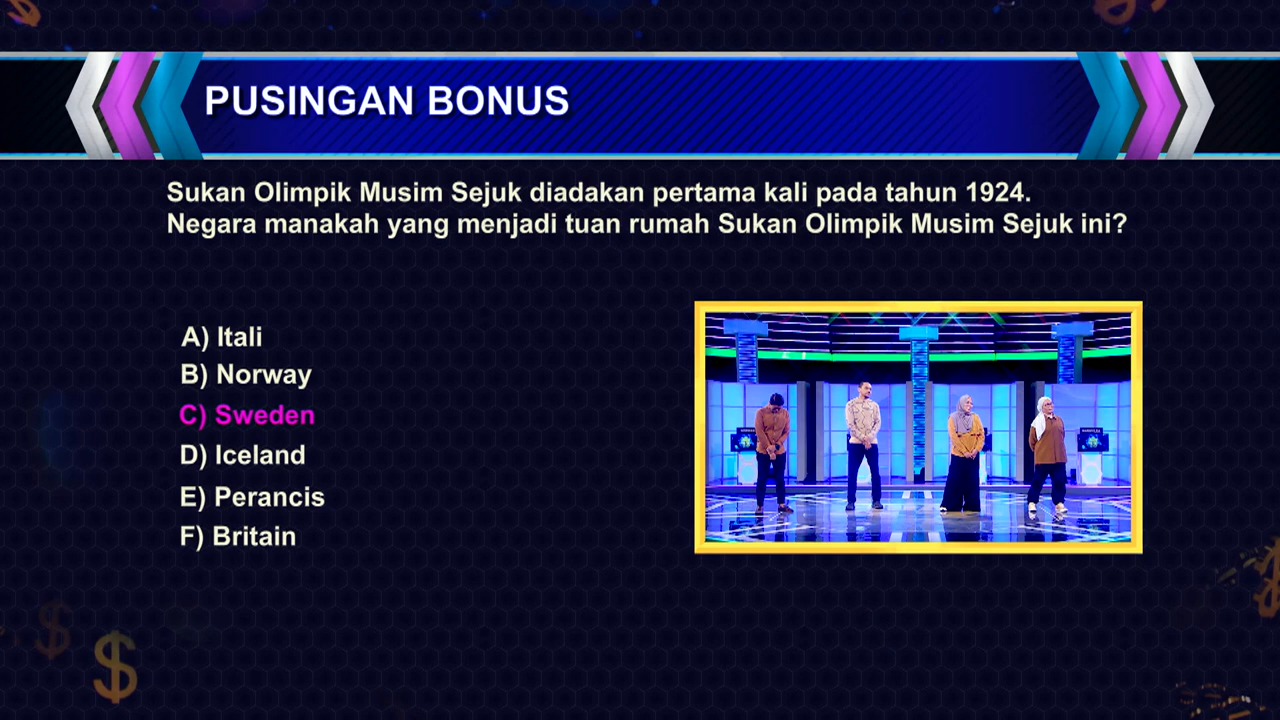 PUSINGAN BONUS
Sukan Olimpik Musim Sejuk diadakan pertama kali pada tahun 1924.
Negara manakah yang menjadi tuan rumah Sukan Olimpik Musim Sejuk ini?
A) Itali
B) Norway
C) Sweden
D) Iceland
E) Perancis
F) Britain